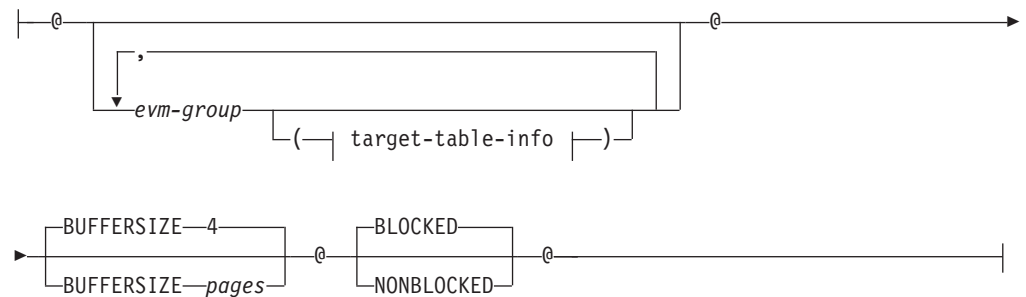 @ @
,
evm-group
( target-table-info )
BUFFERSIZE 4 BLOCKED
@ @
BUFFERSIZE pages NONBLOCKED